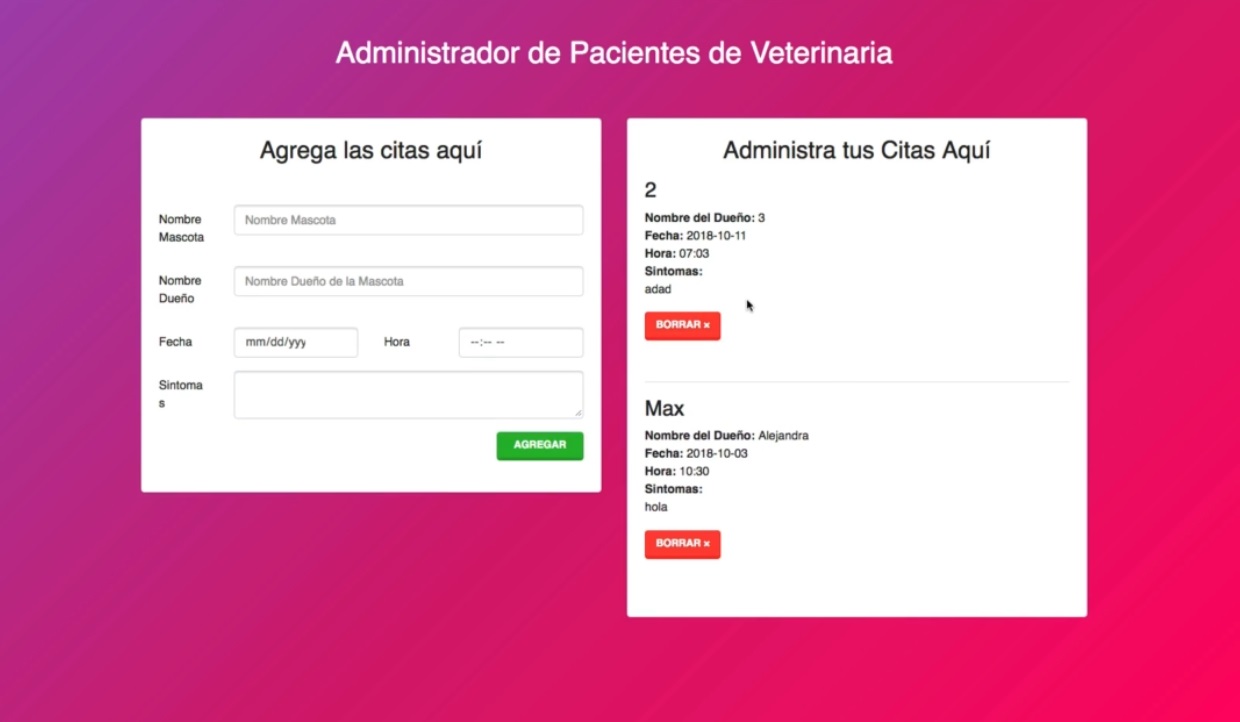 Administrador de Pacientes de Veterinaria
Agrega las citas aquí
Nombre
Mascota
Nombre Mascota
Nombre
Dueño
Nombre Dueño de la Mascota
Fecha
mm/dd/yyy
Hora
--:-- --
Sintoma
s
AGREGAR
Administra tus Citas Aquí
2
Nombre del Dueño: 3
Fecha: 2018-10-11
Hora: 07:03
Sintomas:
adad
BORRAR ×
Max
Nombre del Dueño: Alejandra
Fecha: 2018-10-03
Hora: 10:30
Sintomas:
hola
BORRAR ×